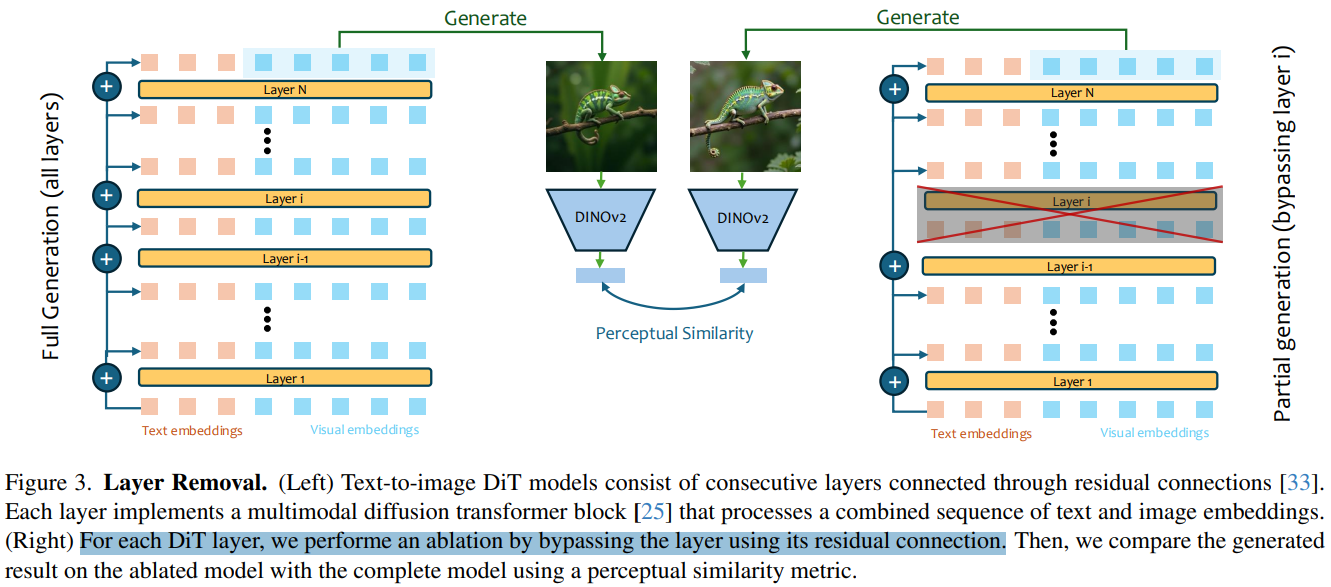 Generate
Generate
Full Generation (all layers)
Layer N
Layer i
Layer i-1
Layer 1
Text embeddings
Visual embeddings
DINOv2
DINOv2
Perceptual Similarity
Layer N
Layer i
Layer i-1
Layer 1
Text embeddings
Visual embeddings
Partial generation (bypassing layer i)
Figure 3. Layer Removal. (Left) Text-to-image DiT models consist of consecutive layers connected through residual connections [33].
Each layer implements a multimodal diffusion transformer block [25] that processes a combined sequence of text and image embeddings.
(Right) For each DiT layer, we performe an ablation by bypassing the layer using its residual connection. Then, we compare the generated
result on the ablated model with the complete model using a perceptual similarity metric.